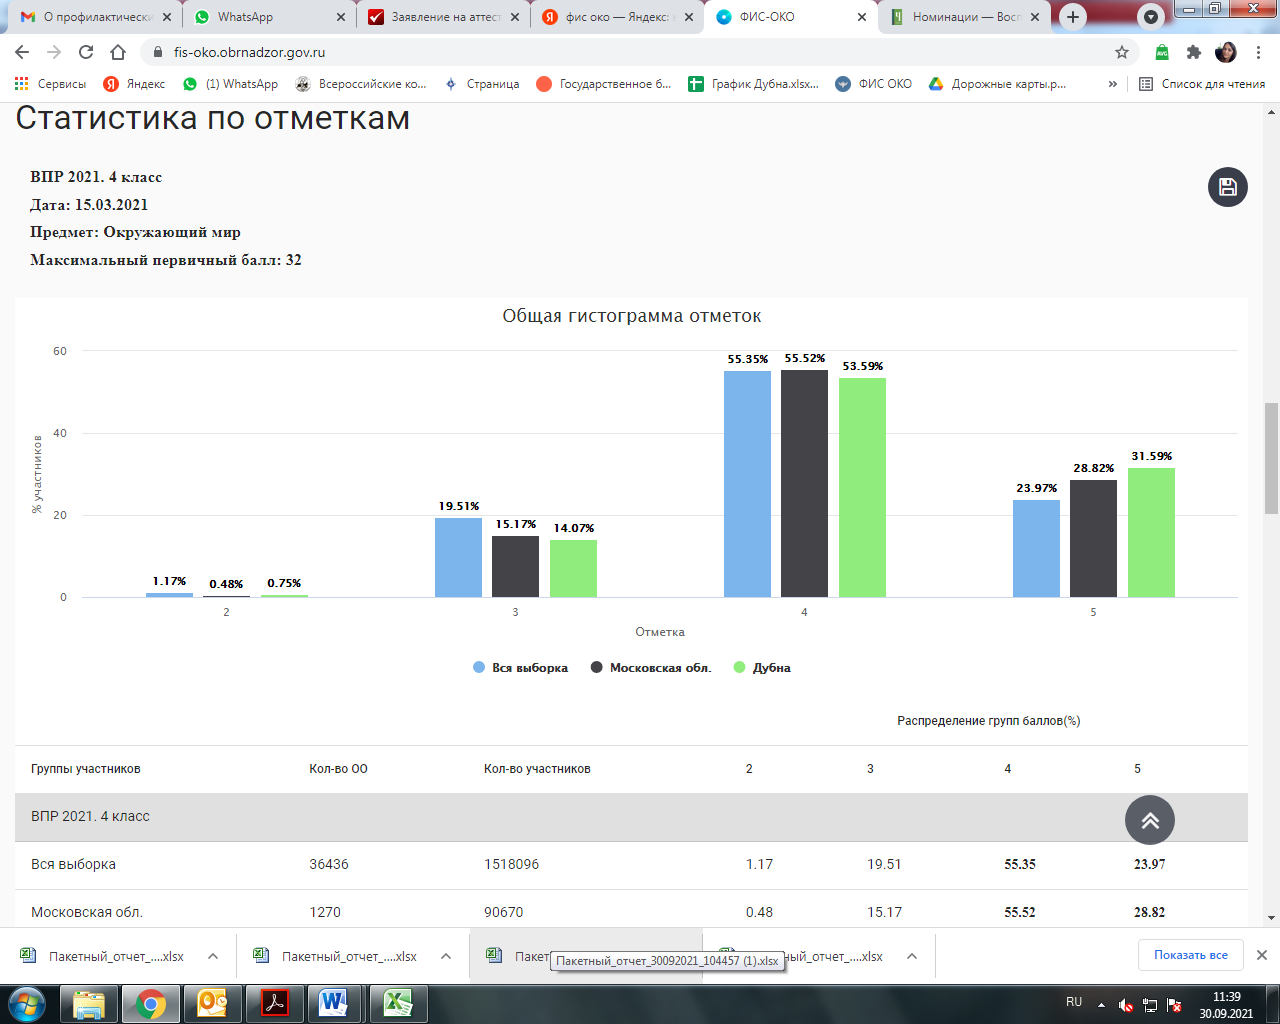 О профилактически
WhatsApp
Заявление на аттест
фис око — Яндекс:
ФИС-ОКО
Номинации — Восп
fis-oko.obrnadzor.gov.ru
Сервисы
Яндекс
(1) WhatsApp
Всероссийские ко...
Страница
Государственное б...
График Дубна.xlsx...
ФИС ОКО
Дорожные карты.р...
»
Список для чтения
Статистика по отметкам
ВПР 2021. 4 класс
Дата: 15.03.2021
Предмет: Окружающий мир
Максимальный первичный балл: 32
Общая гистограмма отметок
% участников
60
40
20
0
1.17%
0.48%
0.75%
19.51%
15.17%
14.07%
55.35%
55.52%
53.59%
23.97%
28.82%
31.59%
2
3
4
5
Отметка
Вся выборка
Московская обл.
Дубна
Распределение групп баллов(%)
Группы участников Кол-во ОО Кол-во участников 2 3 4 5
ВПР 2021. 4 класс
Вся выборка 36436 1518096 1.17 19.51 55.35 23.97
Московская обл. 1270 90670 0.48 15.17 55.52 28.82
Пакетный_отчет_....xlsx
Пакетный_отчет_....xlsx
Пакет
Пакетный_отчет_30092021_104457 (1).xlsx
ный_отчет_....xlsx
Показать все
RU
11:39
30.09.2021